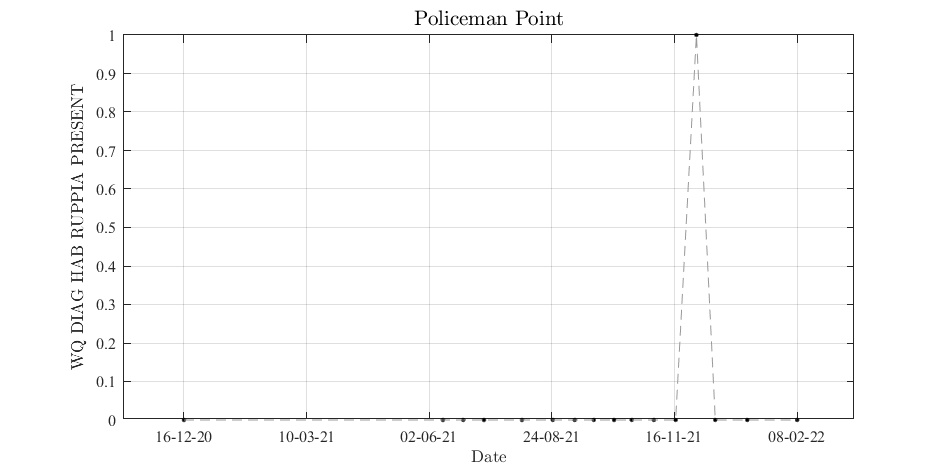 Policeman Point
WQ DIAG HAB RUPPIA PRESENT
1
0.9
0.8
0.7
0.6
0.5
0.4
0.3
0.2
0.1
0
16-12-20 10-03-21 02-06-21 24-08-21 16-11-21 08-02-22
Date